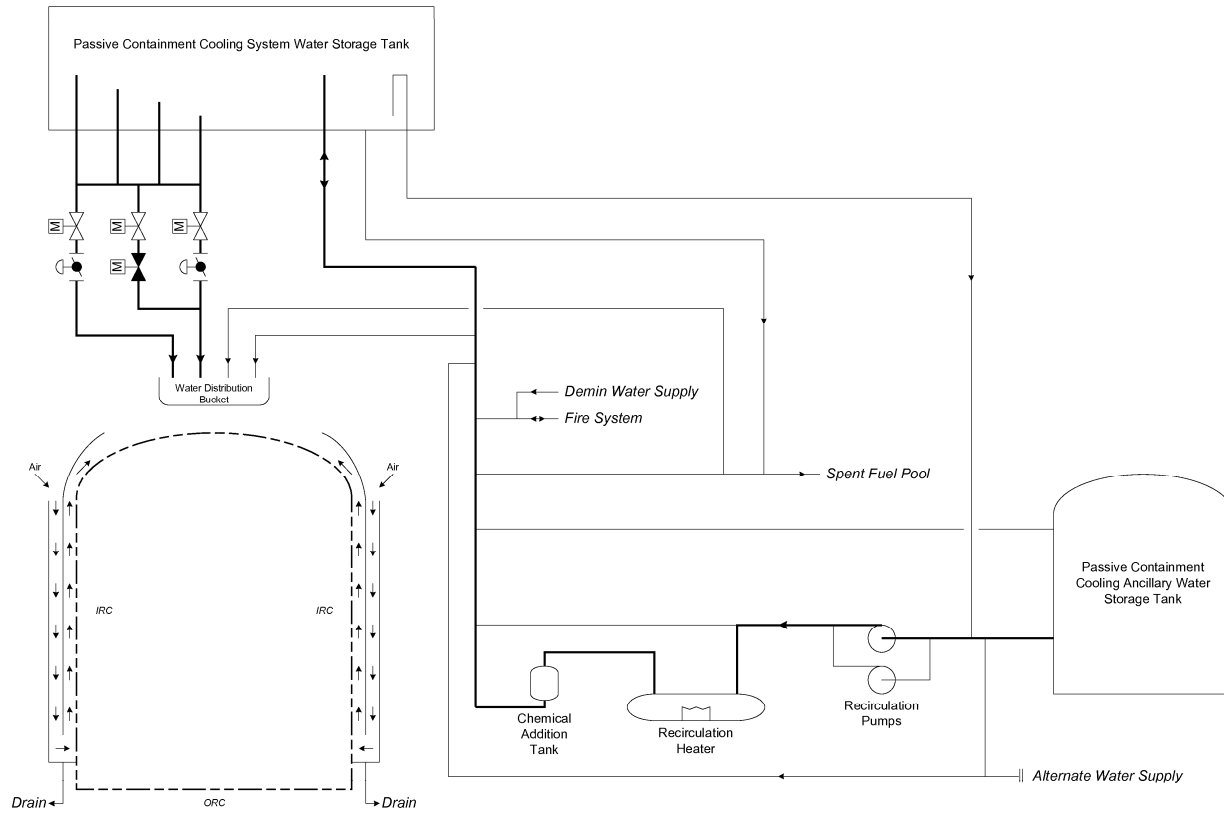 Passive Containment Cooling System Water Storage Tank
M
M
M
M
Water Distribution
Bucket
Demin Water Supply
Fire System
Air
Air
Spent Fuel Pool
Passive Containment
Cooling Ancillary Water
Storage Tank
IRC
IRC
Chemical
Addition
Tank
Recirculation
Heater
Recirculation
Pumps
Alternate Water Supply
Drain
ORC
Drain